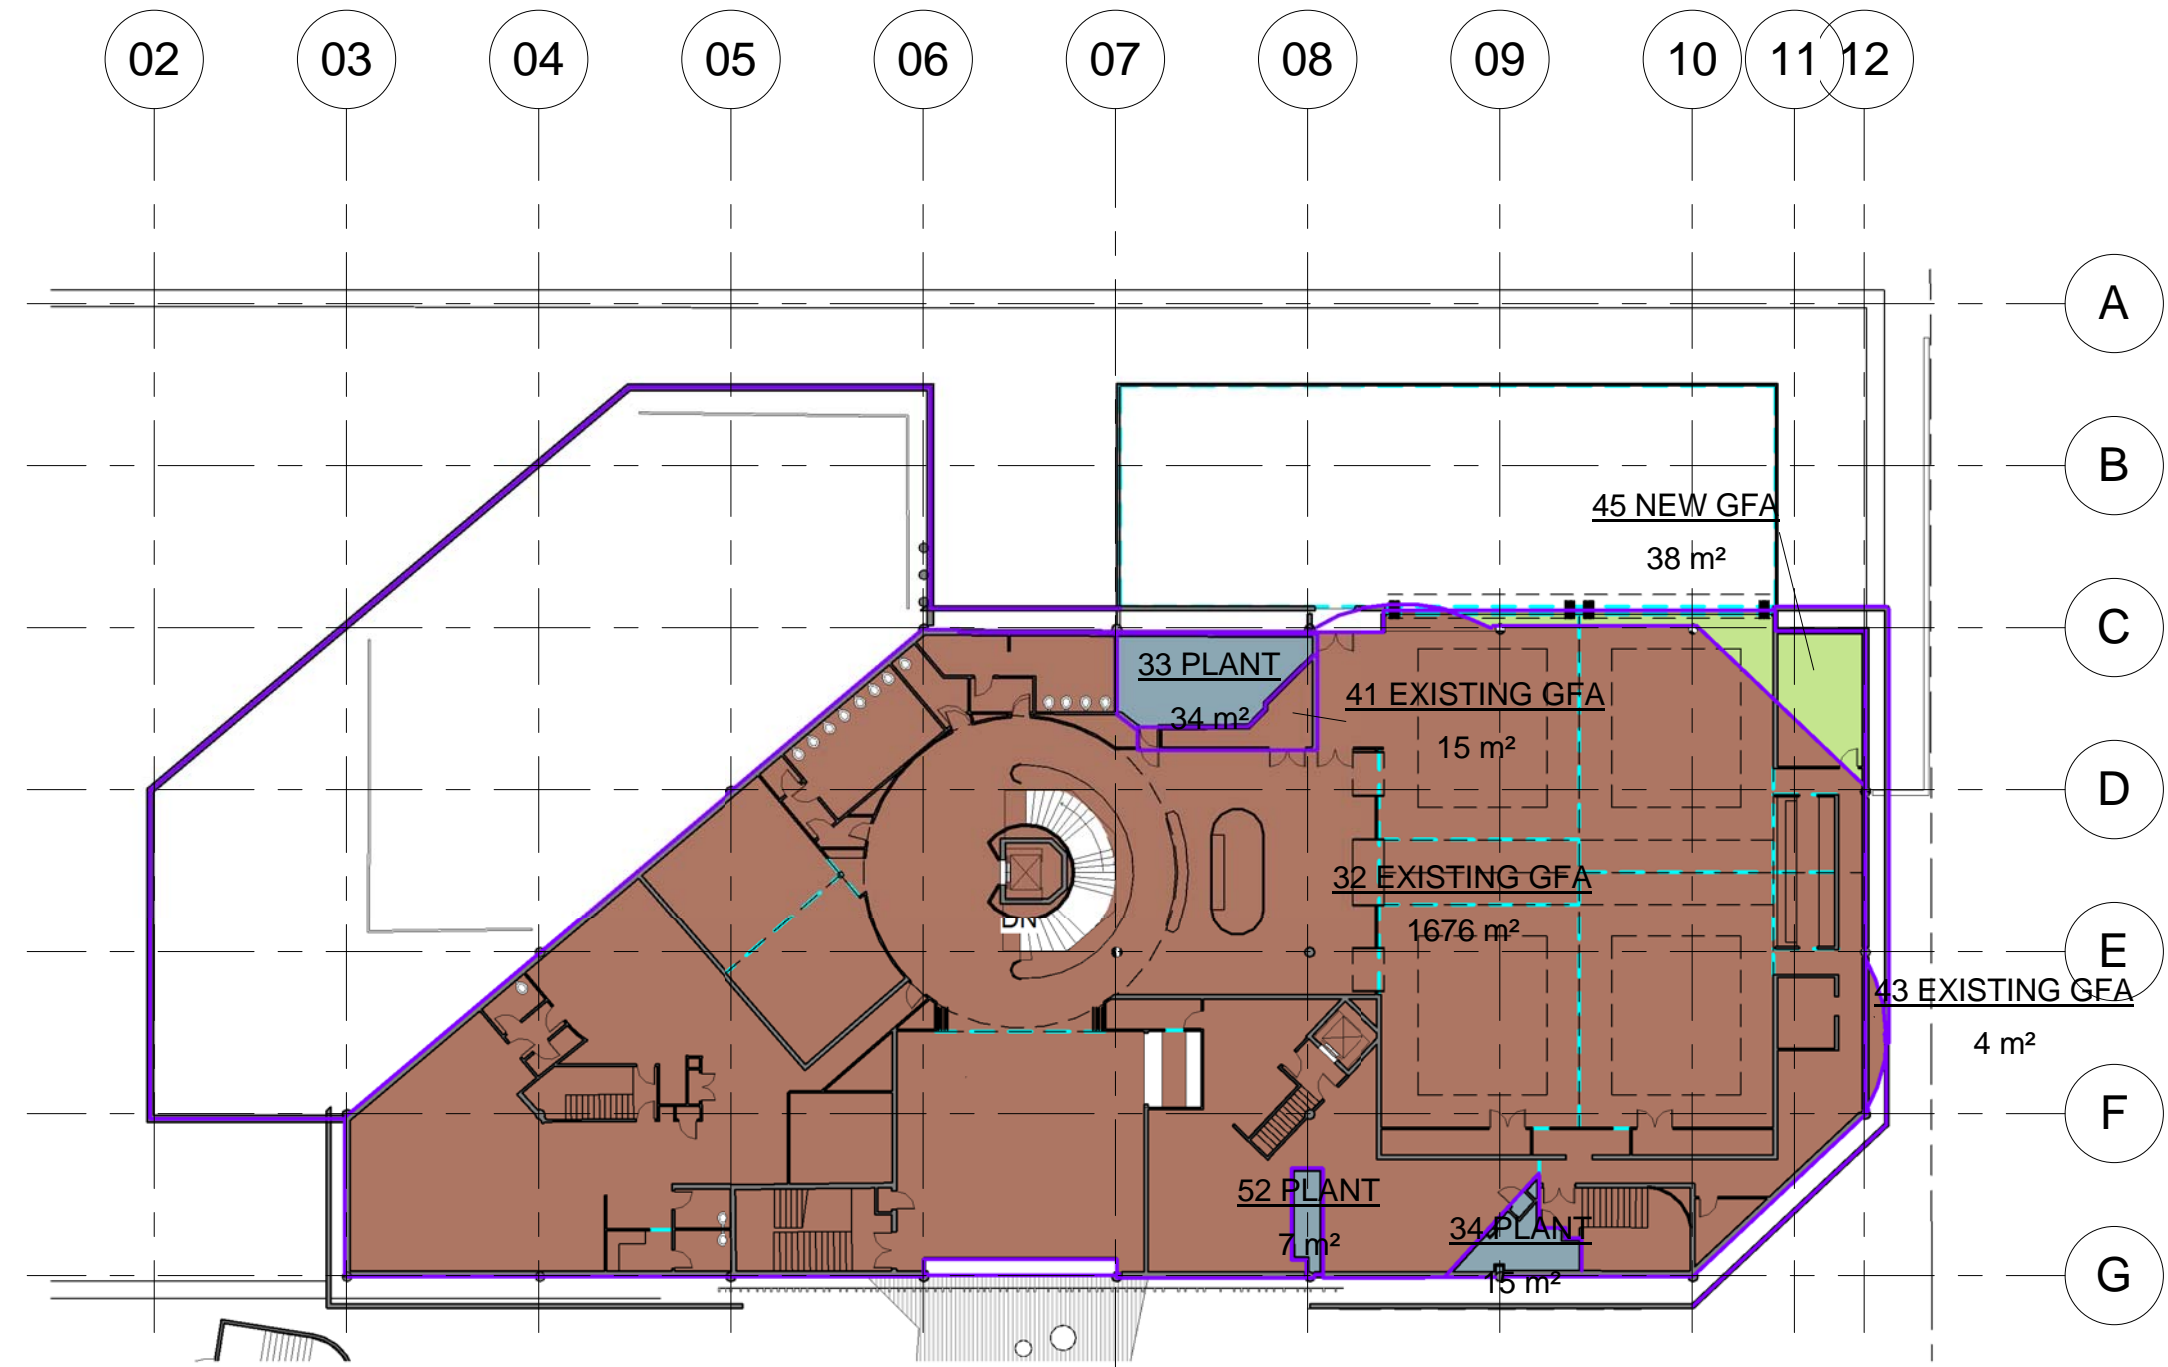 02
03
04
05
06
07
08
09
10
11
12
A
B
45 NEW GFA
38 m²
C
33 PLANT
34 m²
41 EXISTING GFA
15 m²
D
32 EXISTING GFA
1676 m²
DN
E
43 EXISTING GFA
4 m²
F
52 PLANT
7 m²
34 PLANT
15 m²
G